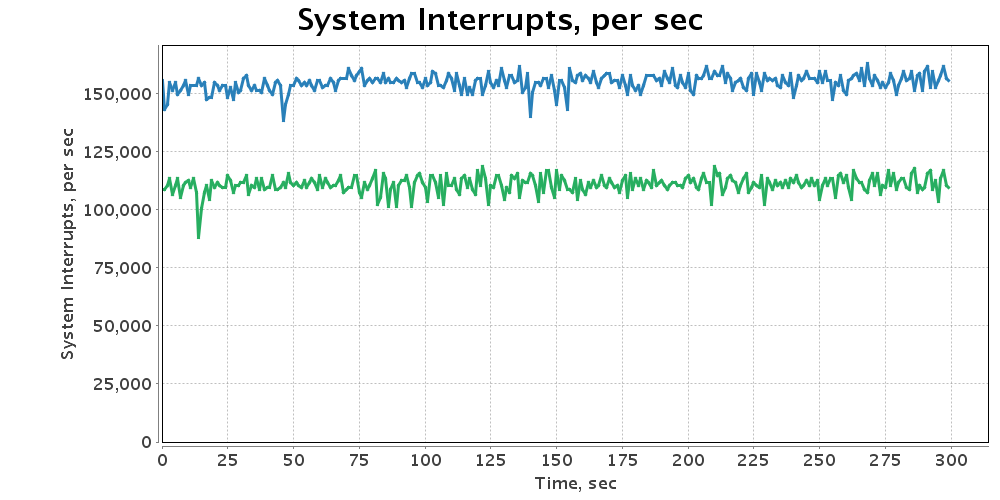 System Interrupts, per sec
System Interrupts, per sec
150,000
125,000
100,000
75,000
50,000
25,000
0
0 25 50 75 100 125 150 175 200 225 250 275 300
Time, sec